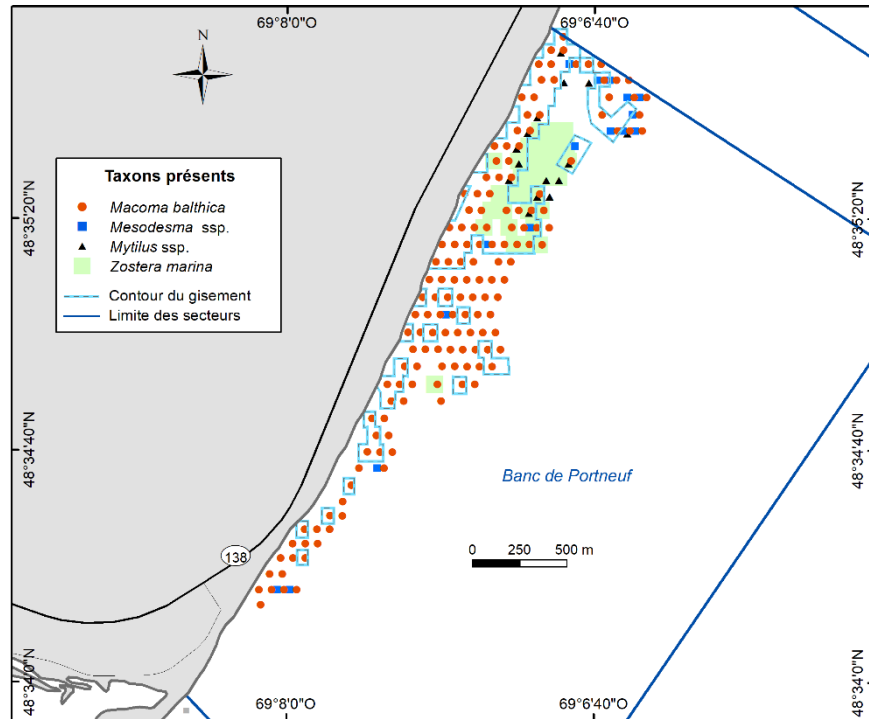 69°8'0"O
69°6'40"O
N
Taxons présents
Macoma balthica
Mesodesma ssp.
Mytilus ssp.
Zostera marina
Contour du gisement
Limite des secteurs
48°35'20"N
48°35'20"N
48°34'40"N
48°34'40"N
Banc de Portneuf
138
0 250 500 m
48°34'0"N
48°34'0"N
69°8'0"O
69°6'40"O